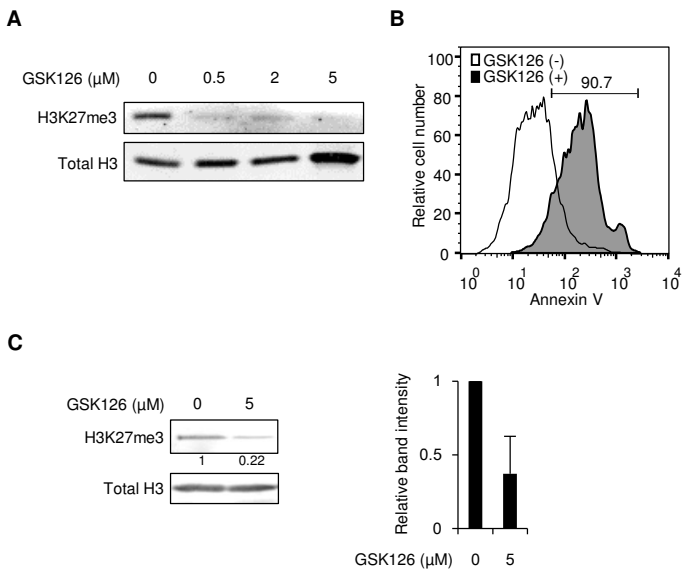 A
GSK126 (μM) 0 0.5 2 5
H3K27me3
Total H3
B
Relative cell number
100
80
60
40
20
0
GSK126 (-)
GSK126 (+)
90.7
10^0 10^1 10^2 10^3 10^4
Annexin V
C
GSK126 (μM) 0 5
H3K27me3
1 0.22
Total H3
Relative band intensity
1
0.5
0
GSK126 (μM) 0 5